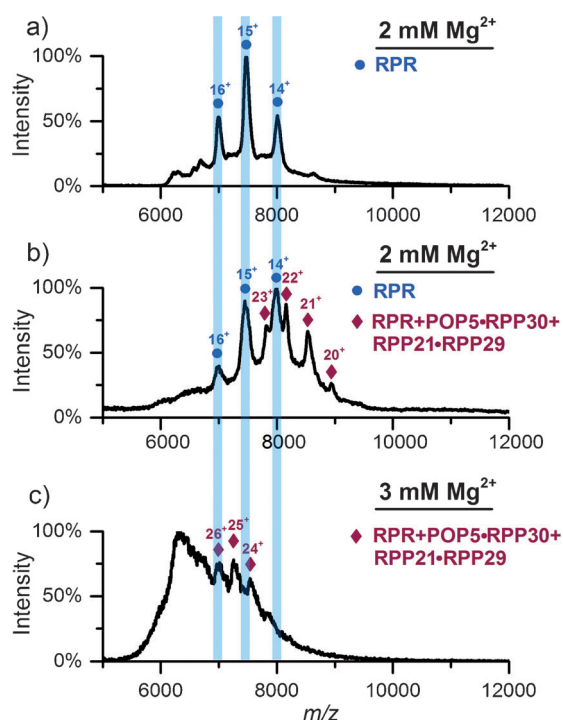 a)
2 mM Mg²⁺
RPR
16⁺
15⁺
14⁺
Intensity
100%
50%
0%
6000 8000 10000 12000
b)
2 mM Mg²⁺
RPR
RPR+POP5•RPP30+
RPP21•RPP29
16⁺
15⁺
14⁺
23⁺
22⁺
21⁺
20⁺
Intensity
100%
50%
0%
6000 8000 10000 12000
c)
3 mM Mg²⁺
RPR+POP5•RPP30+
RPP21•RPP29
26⁺
25⁺
24⁺
Intensity
100%
50%
0%
6000 8000 10000 12000
m/z